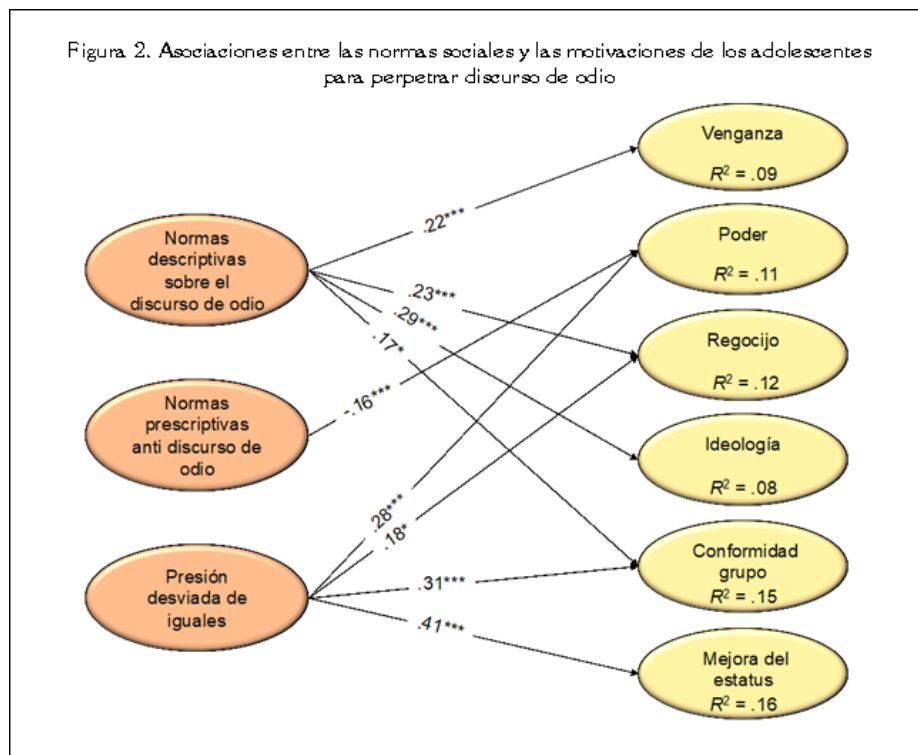 Figura 2. Asociaciones entre las normas sociales y las motivaciones de los adolescentes
para perpetrar discurso de odio
Normas
descriptivas
sobre el
discurso de odio
Normas
prescriptivas
anti discurso de
odio
Presión
desviada de
iguales
.22***
.23***
.29***
.17*
-.16***
.28***
.18*
.31***
.41***
Venganza
R² = .09
Poder
R² = .11
Regocijo
R² = .12
Ideología
R² = .08
Conformidad
grupo
R² = .15
Mejora del
estatus
R² = .16